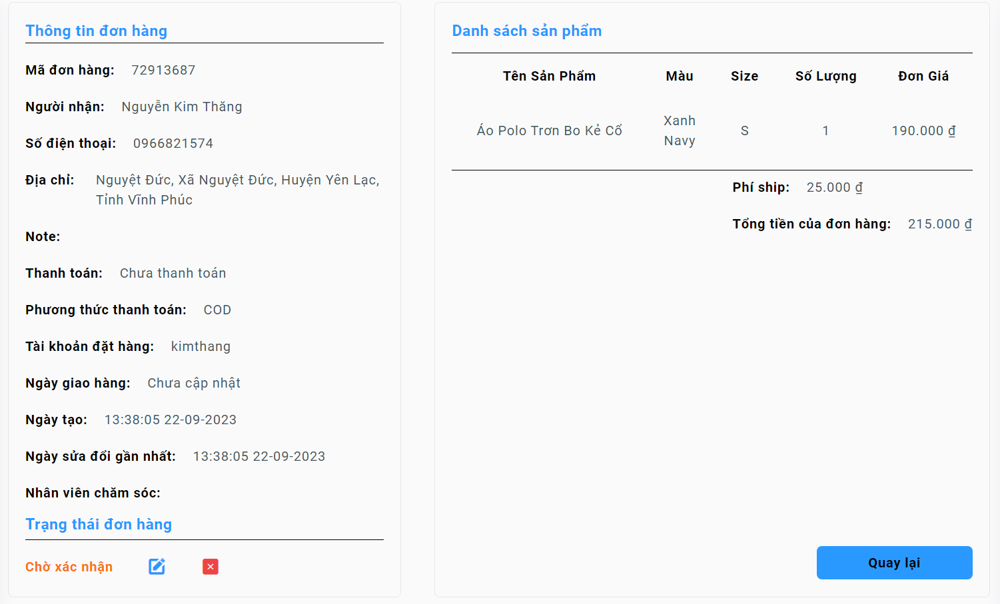 Thông tin đơn hàng
Mã đơn hàng: 72913687
Người nhận: Nguyễn Kim Thăng
Số điện thoại: 0966821574
Địa chỉ: Nguyệt Đức, Xã Nguyệt Đức, Huyện Yên Lạc,
Tỉnh Vĩnh Phúc
Note:
Thanh toán: Chưa thanh toán
Phương thức thanh toán: COD
Tài khoản đặt hàng: kimthang
Ngày giao hàng: Chưa cập nhật
Ngày tạo: 13:38:05 22-09-2023
Ngày sửa đổi gần nhất: 13:38:05 22-09-2023
Nhân viên chăm sóc:
Trạng thái đơn hàng
Chờ xác nhận
Danh sách sản phẩm
Tên Sản Phẩm Màu Size Số Lượng Đơn Giá
Áo Polo Trơn Bo Kẻ Cổ Xanh Navy S 1 190.000 ₫
Phí ship: 25.000 ₫
Tổng tiền của đơn hàng: 215.000 ₫
Quay lại